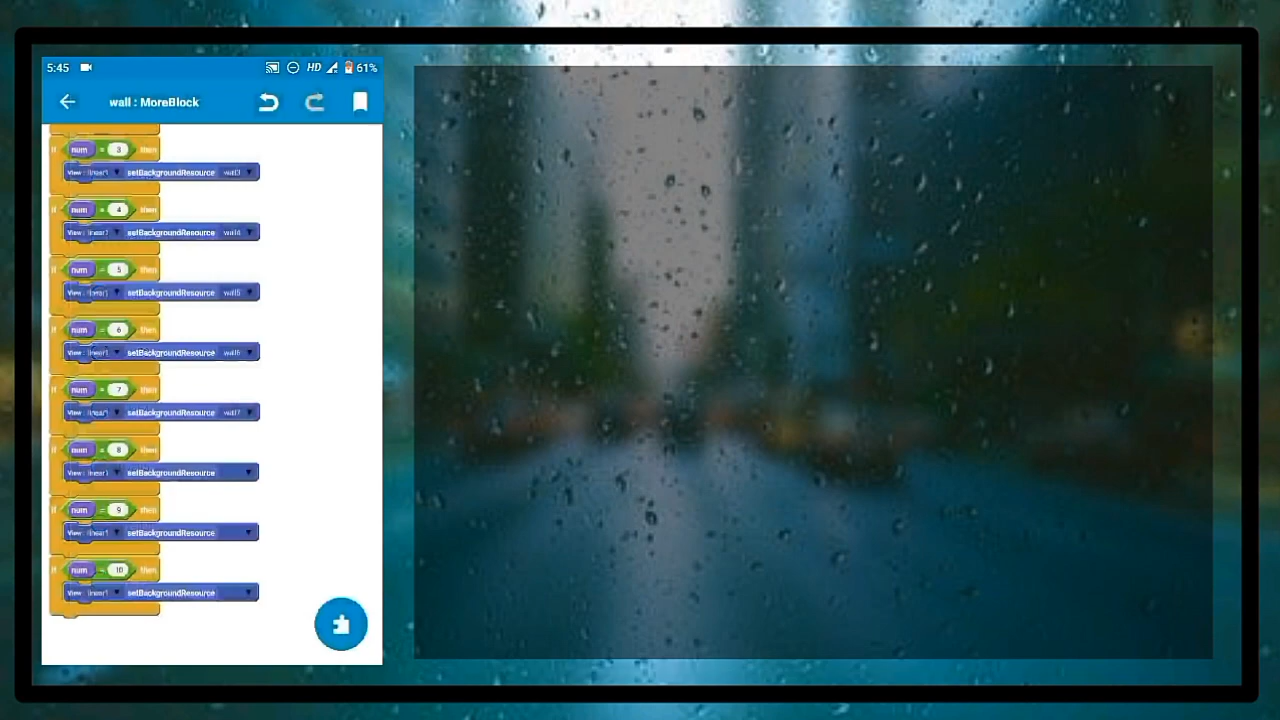 5:45 HD 61%
wall : MoreBlock
If num = 3 then
View : linear1 setBackgroundResource wall3
If num = 4 then
View : linear1 setBackgroundResource wall4
If num = 5 then
View : linear1 setBackgroundResource wall5
If num = 6 then
View : linear1 setBackgroundResource wall6
If num = 7 then
View : linear1 setBackgroundResource wall7
If num = 8 then
View : linear1 setBackgroundResource
If num = 9 then
View : linear1 setBackgroundResource
If num = 10 then
View : linear1 setBackgroundResource